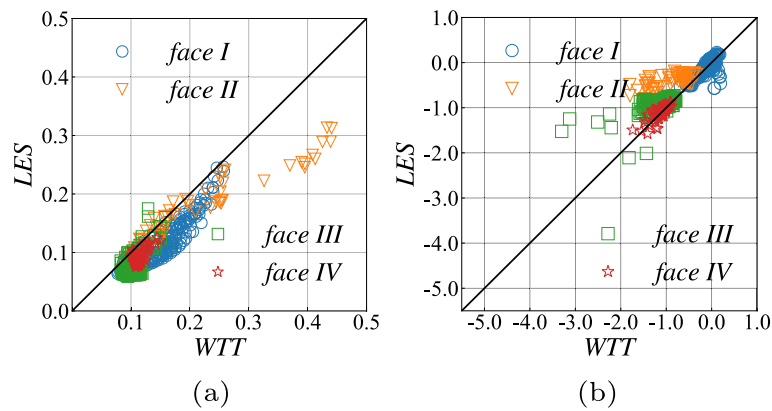 0.5
0.4
0.3
0.2
0.1
0.0
LES
face I
face II
face III
face IV
0.1 0.2 0.3 0.4 0.5
WTT
(a)
1.0
0.0
-1.0
-2.0
-3.0
-4.0
-5.0
LES
face I
face II
face III
face IV
-5.0 -4.0 -3.0 -2.0 -1.0 0.0 1.0
WTT
(b)